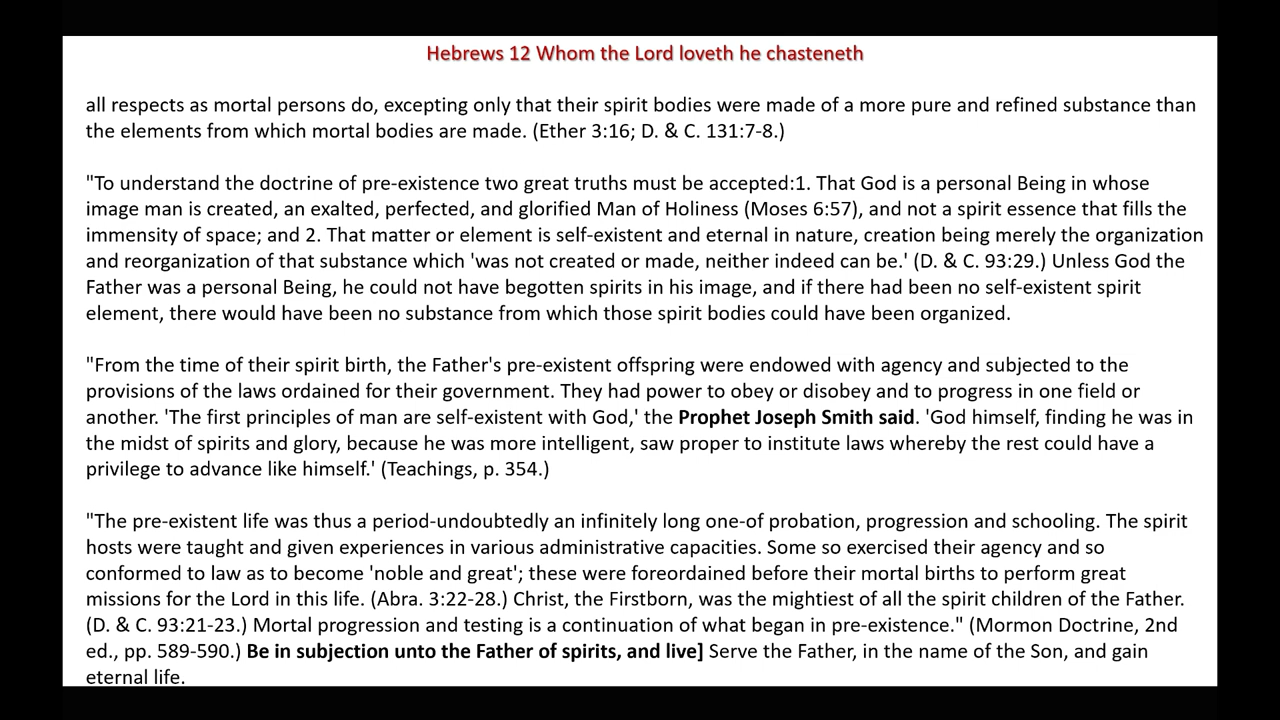 Hebrews 12 Whom the Lord loveth he chasteneth
all respects as mortal persons do, excepting only that their spirit bodies were made of a more pure and refined substance than
the elements from which mortal bodies are made. (Ether 3:16; D. & C. 131:7-8.)
"To understand the doctrine of pre-existence two great truths must be accepted:1. That God is a personal Being in whose
image man is created, an exalted, perfected, and glorified Man of Holiness (Moses 6:57), and not a spirit essence that fills the
immensity of space; and 2. That matter or element is self-existent and eternal in nature, creation being merely the organization
and reorganization of that substance which 'was not created or made, neither indeed can be.' (D. & C. 93:29.) Unless God the
Father was a personal Being, he could not have begotten spirits in his image, and if there had been no self-existent spirit
element, there would have been no substance from which those spirit bodies could have been organized.
"From the time of their spirit birth, the Father's pre-existent offspring were endowed with agency and subjected to the
provisions of the laws ordained for their government. They had power to obey or disobey and to progress in one field or
another. 'The first principles of man are self-existent with God,' the Prophet Joseph Smith said. 'God himself, finding he was in
the midst of spirits and glory, because he was more intelligent, saw proper to institute laws whereby the rest could have a
privilege to advance like himself.' (Teachings, p. 354.)
"The pre-existent life was thus a period-undoubtedly an infinitely long one-of probation, progression and schooling. The spirit
hosts were taught and given experiences in various administrative capacities. Some so exercised their agency and so
conformed to law as to become 'noble and great'; these were foreordained before their mortal births to perform great
missions for the Lord in this life. (Abra. 3:22-28.) Christ, the Firstborn, was the mightiest of all the spirit children of the Father.
(D. & C. 93:21-23.) Mortal progression and testing is a continuation of what began in pre-existence." (Mormon Doctrine, 2nd
ed., pp. 589-590.) Be in subjection unto the Father of spirits, and live] Serve the Father, in the name of the Son, and gain
eternal life.